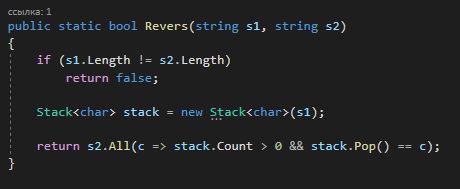 ссылка: 1
public static bool Revers(string s1, string s2)
{
if (s1.Length != s2.Length)
return false;
Stack<char> stack = new Stack<char>(s1);
return s2.All(c => stack.Count > 0 && stack.Pop() == c);
}